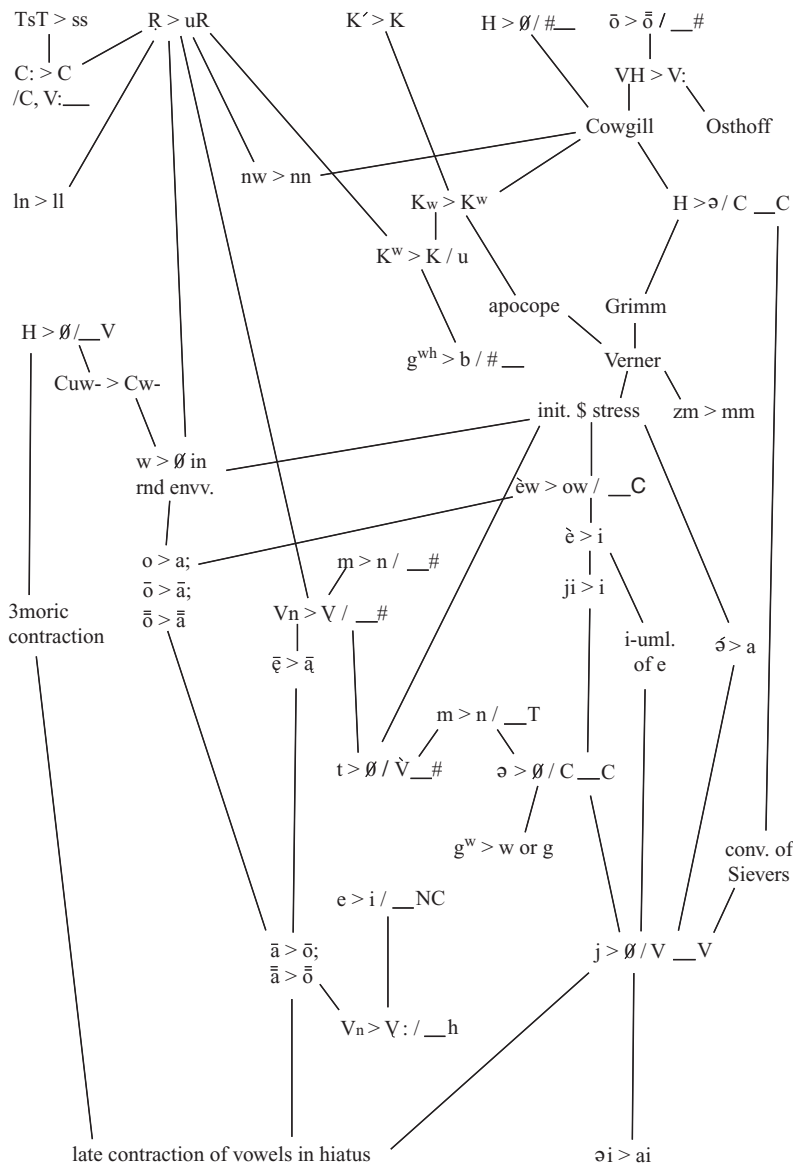 TsT > ss
R̩ > uR
K´ > K
H > Ø / #__
ō > ō̄ / __#
C: > C
/C, V:__
VH > V:
Cowgill
Osthoff
nw > nn
ln > ll
Kw > Kʷ
H > ə / C __C
Kʷ > K / u
apocope
Grimm
H > Ø /__V
gʷʰ > b / #__
Verner
Cuw- > Cw-
init. $ stress
zm > mm
w > Ø in
rnd envv.
èw > ow / __C
è > i
o > a;
ō > ā;
ō̄ > ā̄
m > n / __#
ji > i
3moric
contraction
Vn > V̨ / __#
i-uml.
of e
ə́ > a
ę̄ > ą̄
m > n / __T
t > Ø / V̀__#
ə > Ø / C __C
gʷ > w or g
conv. of
Sievers
e > i / __NC
ā > ō;
ā̄ > ō̄
j > Ø / V __V
Vn > V̨ : / __h
late contraction of vowels in hiatus
əi > ai